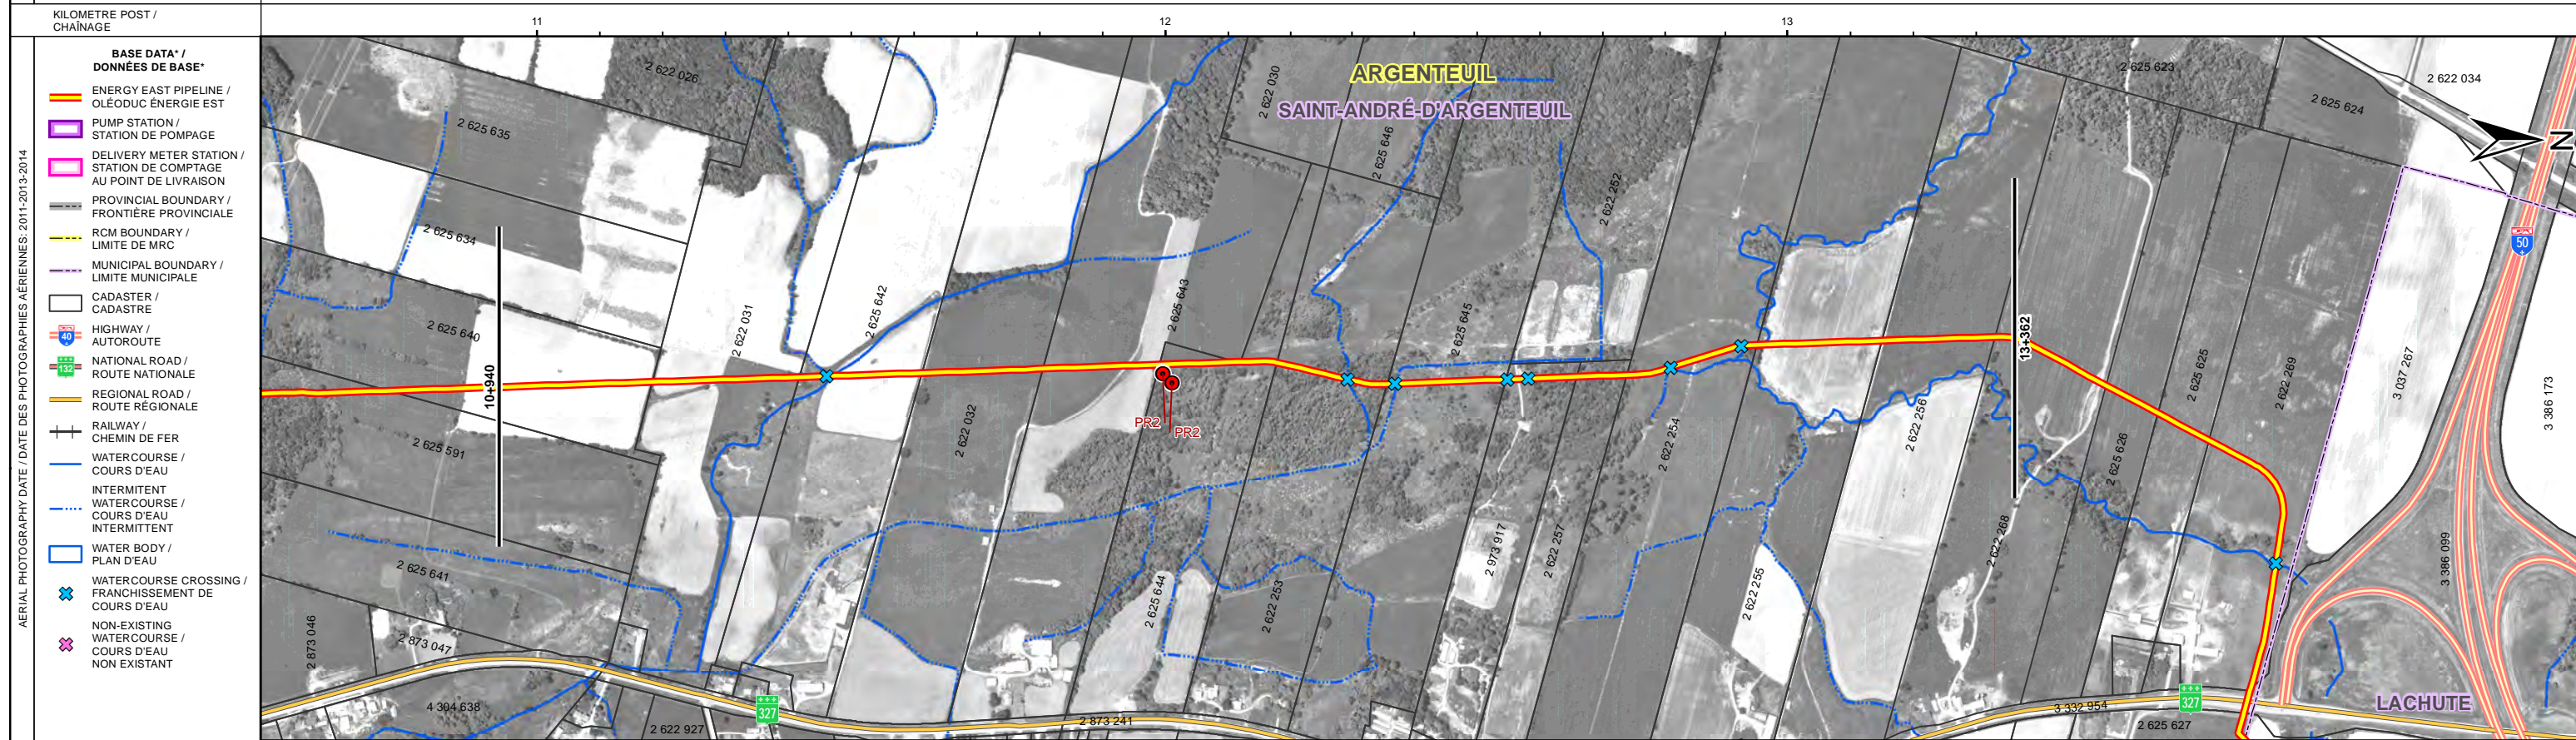 KILOMETRE POST /
CHAÎNAGE
11
12
13
AERIAL PHOTOGRAPHY DATE / DATE DES PHOTOGRAPHIES AÉRIENNES: 2011-2013-2014
BASE DATA* /
DONNÉES DE BASE*
ENERGY EAST PIPELINE /
OLÉODUC ÉNERGIE EST
PUMP STATION /
STATION DE POMPAGE
DELIVERY METER STATION /
STATION DE COMPTAGE
AU POINT DE LIVRAISON
PROVINCIAL BOUNDARY /
FRONTIÈRE PROVINCIALE
RCM BOUNDARY /
LIMITE DE MRC
MUNICIPAL BOUNDARY /
LIMITE MUNICIPALE
CADASTER /
CADASTRE
40
HIGHWAY /
AUTOROUTE
132
NATIONAL ROAD /
ROUTE NATIONALE
REGIONAL ROAD /
ROUTE RÉGIONALE
RAILWAY /
CHEMIN DE FER
WATERCOURSE /
COURS D'EAU
INTERMITENT
WATERCOURSE /
COURS D'EAU
INTERMITTENT
WATER BODY /
PLAN D'EAU
WATERCOURSE CROSSING /
FRANCHISSEMENT DE
COURS D'EAU
NON-EXISTING
WATERCOURSE /
COURS D'EAU
NON EXISTANT
2 622 026
2 625 635
2 625 634
2 625 640
10+940
2 625 591
2 625 641
2 873 046
2 873 047
4 304 638
2 622 927
327
2 622 031
2 625 642
2 622 032
2 873 241
2 625 643
PR2
PR2
2 625 644
2 622 030
ARGENTEUIL
SAINT-ANDRÉ-D'ARGENTEUIL
2 625 646
2 622 253
2 625 645
2 973 917
2 622 257
2 622 252
2 622 254
2 622 255
2 622 256
2 622 268
13+362
2 625 623
2 625 624
2 622 034
2 625 626
2 625 625
2 622 269
3 037 267
N
50
3 386 173
3 386 099
3 332 954
327
2 625 627
LACHUTE